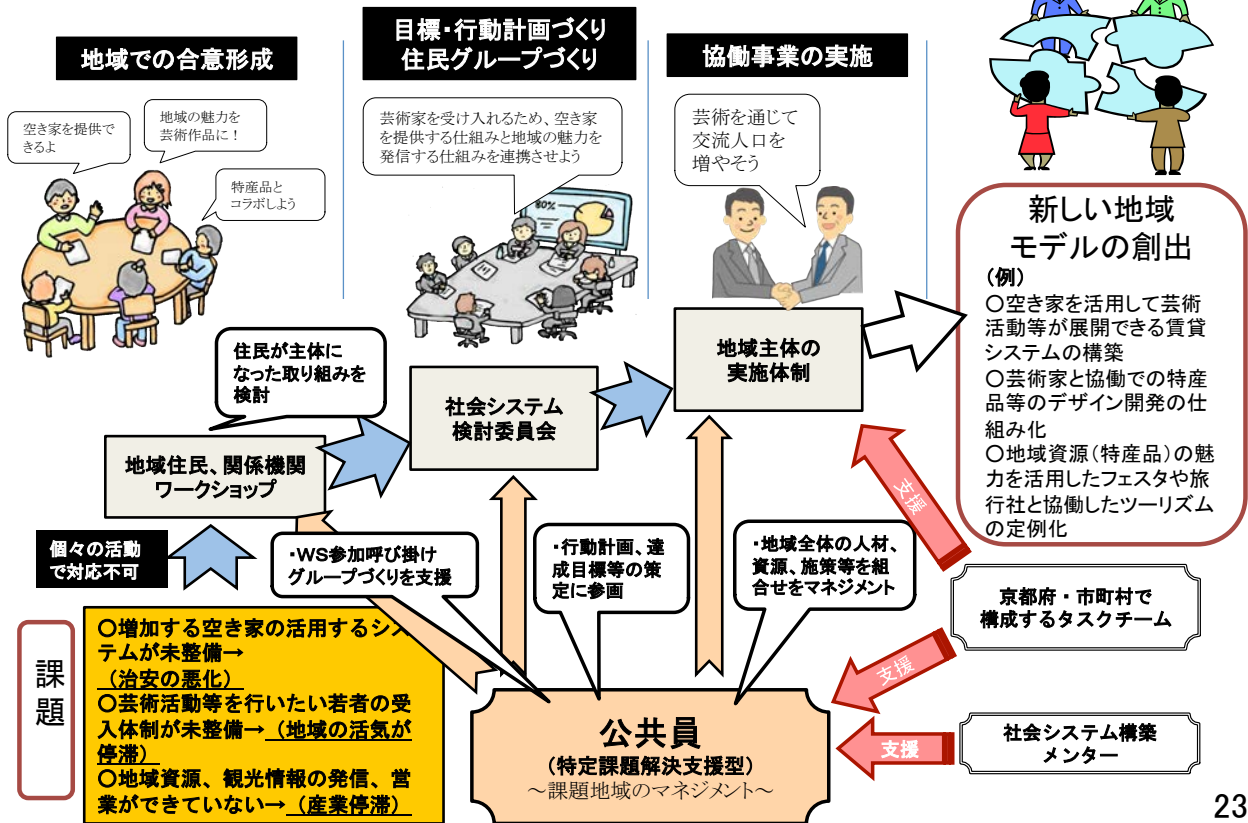 地域での合意形成
目標・行動計画づくり
住民グループづくり
協働事業の実施
空き家を提供で
きるよ
地域の魅力を
芸術作品に！
特産品と
コラボしよう
芸術家を受け入れるため、空き家
を提供する仕組みと地域の魅力を
発信する仕組みを連携させよう
80%
芸術を通じて
交流人口を
増やそう
新しい地域
モデルの創出
(例)
○空き家を活用して芸術
活動等が展開できる賃貸
システムの構築
○芸術家と協働での特産
品等のデザイン開発の仕
組み化
○地域資源（特産品）の魅
力を活用したフェスタや旅
行社と協働したツーリズム
の定例化
住民が主体に
なった取り組みを
検討
地域住民、関係機関
ワークショップ
社会システム
検討委員会
地域主体の
実施体制
個々の活動
で対応不可
・WS参加呼び掛け
グループづくりを支援
・行動計画、達
成目標等の策
定に参画
・地域全体の人材、
資源、施策等を組
合せをマネジメント
支援
京都府・市町村で
構成するタスクチーム
支援
社会システム構築
メンター
支援
課題
○増加する空き家の活用するシス
テムが未整備→
（治安の悪化）
○芸術活動等を行いたい若者の受
入体制が未整備→（地域の活気が
停滞）
○地域資源、観光情報の発信、営
業ができていない→（産業停滞）
公共員
(特定課題解決支援型)
～課題地域のマネジメント～
23